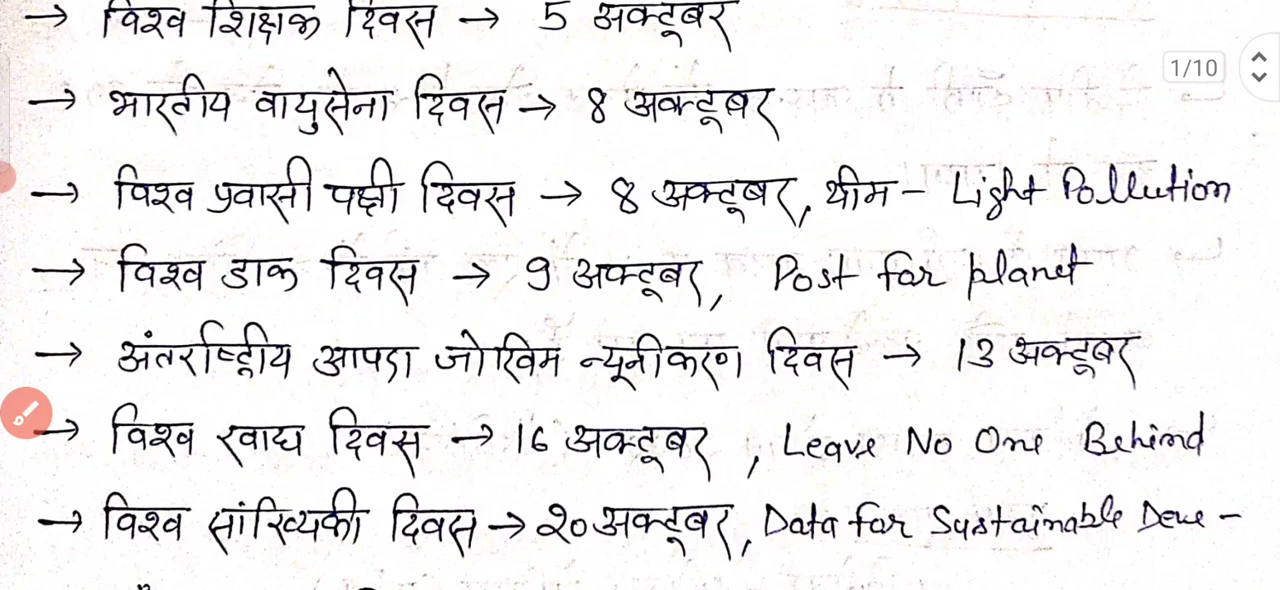 → विश्व शिक्षक दिवस → 5 अक्टूबर
1/10
→ भारतीय वायुसेना दिवस → 8 अक्टूबर
→ विश्व प्रवासी पक्षी दिवस → 8 अक्टूबर, थीम - Light Pollution
→ विश्व डाक दिवस → 9 अक्टूबर, Post for planet
→ अंतर्राष्ट्रीय आपदा जोखिम न्यूनीकरण दिवस → 13 अक्टूबर
→ विश्व खाद्य दिवस → 16 अक्टूबर, Leave No One Behind
→ विश्व सांख्यिकी दिवस → 20 अक्टूबर, Data for Sustainable Deve -